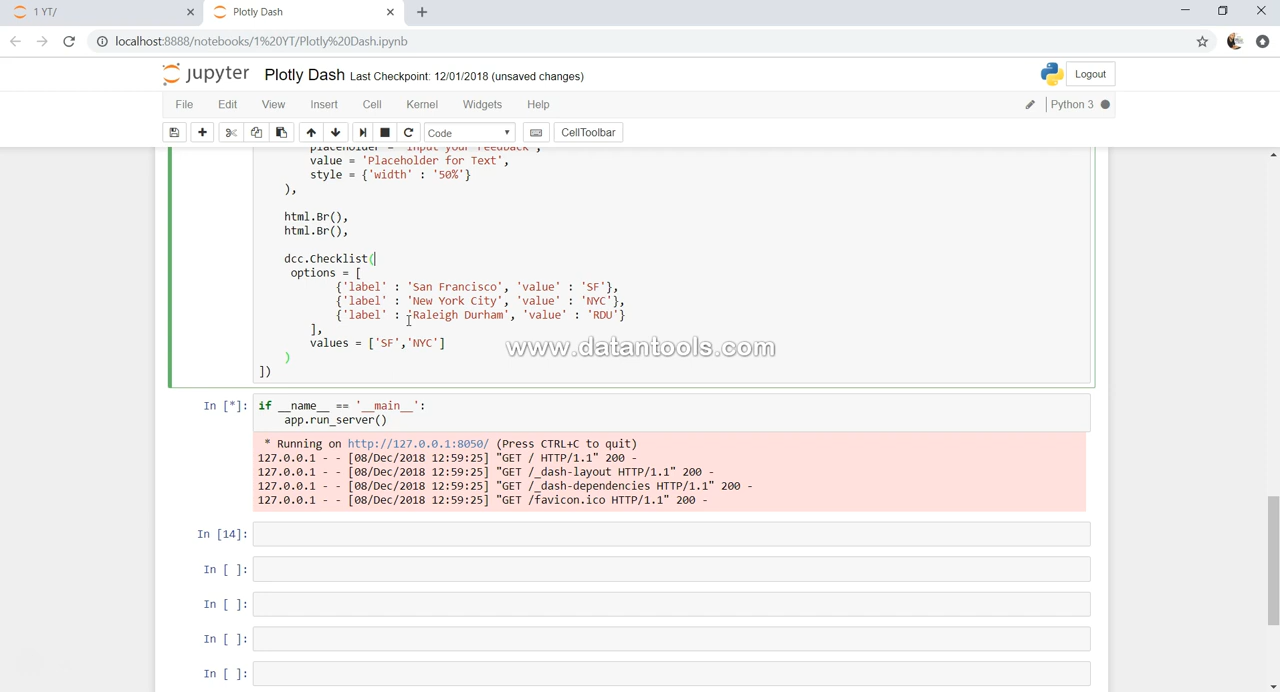 1 YT/
Plotly Dash
localhost:8888/notebooks/1%20YT/Plotly%20Dash.ipynb
jupyter Plotly Dash Last Checkpoint: 12/01/2018 (unsaved changes)
Logout
File Edit View Insert Cell Kernel Widgets Help
Python 3
Code
CellToolbar
placeholder = 'Input your Feedback',
value = 'Placeholder for Text',
style = {'width' : '50%'}
),
html.Br(),
html.Br(),
dcc.Checklist(
options = [
{'label' : 'San Francisco', 'value' : 'SF'},
{'label' : 'New York City', 'value' : 'NYC'},
{'label' : 'Raleigh Durham', 'value' : 'RDU'}
],
values = ['SF','NYC']
www.datantools.com
)
])
In [*]: if __name__ == '__main__':
app.run_server()
* Running on http://127.0.0.1:8050/ (Press CTRL+C to quit)
127.0.0.1 - - [08/Dec/2018 12:59:25] "GET / HTTP/1.1" 200 -
127.0.0.1 - - [08/Dec/2018 12:59:25] "GET /_dash-layout HTTP/1.1" 200 -
127.0.0.1 - - [08/Dec/2018 12:59:25] "GET /_dash-dependencies HTTP/1.1" 200 -
127.0.0.1 - - [08/Dec/2018 12:59:25] "GET /favicon.ico HTTP/1.1" 200 -
In [14]:
In [ ]:
In [ ]:
In [ ]:
In [ ]: